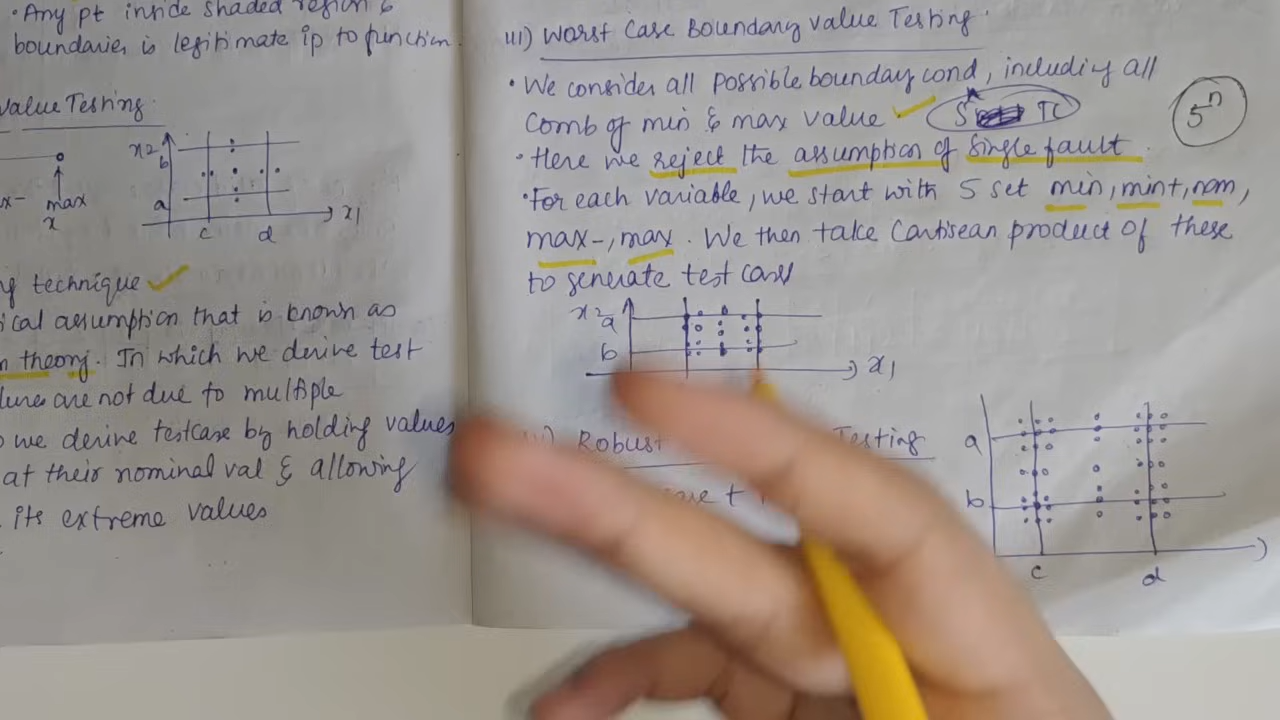 • Any pt inside shaded region &
boundaries is legitimate ip to function.
Value Testing
x2
b
a
c
d
x1
x-
max
x
technique
ical assumption that is known as
theory. In which we derive test
lures are not due to multiple
we derive testcase by holding values
at their nominal val & allowing
its extreme values
iii) Worst Case Boundary Value Testing
• We consider all possible boundary cond, including all
Comb of min & max value
5^n TC
5^n
• Here we reject the assumption of single fault.
• For each variable, we start with 5 set min, min+, nom,
max-, max. We then take Cartisean product of these
to generate test cases
x2
a
b
x1
Robust Testing
a
b
c
d